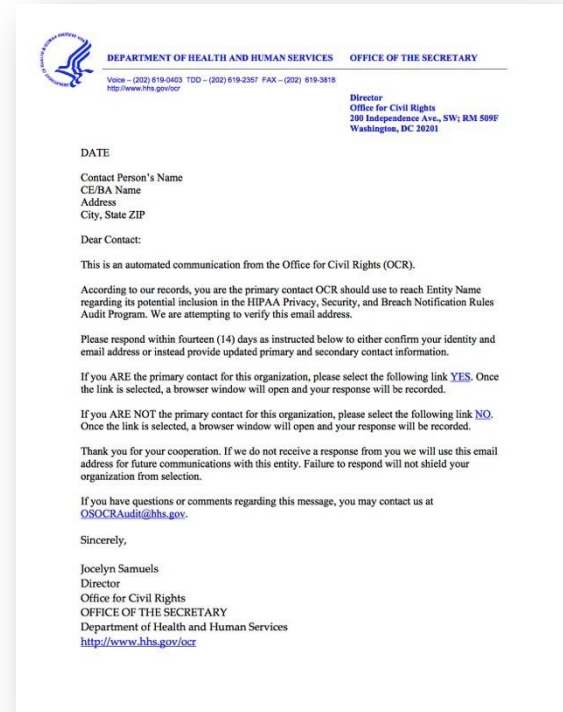 DEPARTMENT OF HEALTH AND HUMAN SERVICES OFFICE OF THE SECRETARY
Voice – (202) 619-0403 TDD – (202) 619-2357 FAX – (202) 619-3818
http://www.hhs.gov/ocr
Director
Office for Civil Rights
200 Independence Ave., SW; RM 509F
Washington, DC 20201
DATE
Contact Person's Name
CE/BA Name
Address
City, State ZIP
Dear Contact:
This is an automated communication from the Office for Civil Rights (OCR).
According to our records, you are the primary contact OCR should use to reach Entity Name
regarding its potential inclusion in the HIPAA Privacy, Security, and Breach Notification Rules
Audit Program. We are attempting to verify this email address.
Please respond within fourteen (14) days as instructed below to either confirm your identity and
email address or instead provide updated primary and secondary contact information.
If you ARE the primary contact for this organization, please select the following link YES. Once
the link is selected, a browser window will open and your response will be recorded.
If you ARE NOT the primary contact for this organization, please select the following link NO.
Once the link is selected, a browser window will open and your response will be recorded.
Thank you for your cooperation. If we do not receive a response from you we will use this email
address for future communications with this entity. Failure to respond will not shield your
organization from selection.
If you have questions or comments regarding this message, you may contact us at
OSOCRAudit@hhs.gov.
Sincerely,
Jocelyn Samuels
Director
Office for Civil Rights
OFFICE OF THE SECRETARY
Department of Health and Human Services
http://www.hhs.gov/ocr